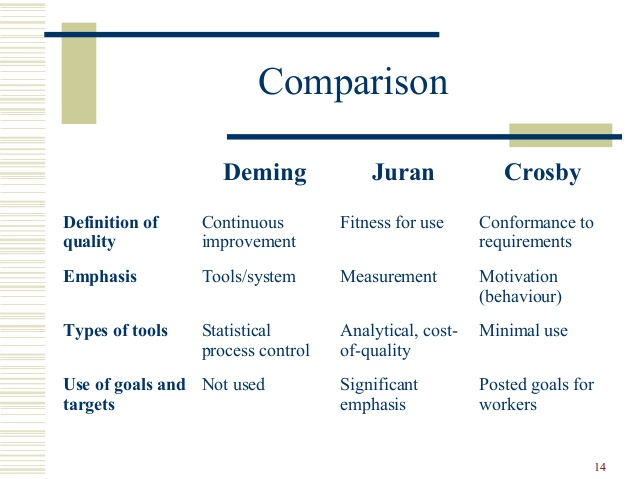 Comparison
Deming Juran Crosby
Definition of Continuous Fitness for use Conformance to
quality improvement requirements
Emphasis Tools/system Measurement Motivation
(behaviour)
Types of tools Statistical Analytical, cost- Minimal use
process control of-quality
Use of goals and Not used Significant Posted goals for
targets emphasis workers
14